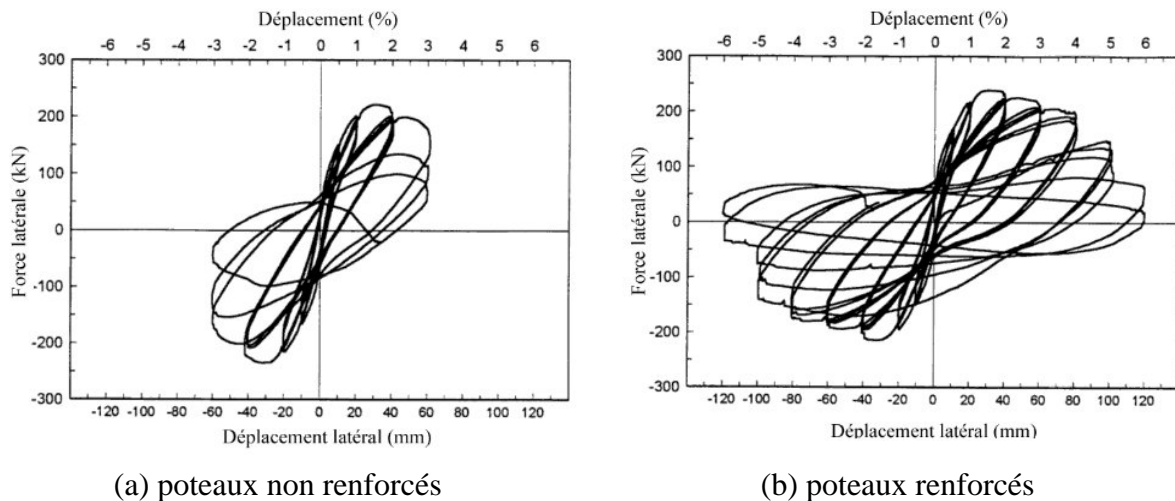 Déplacement (%)
-6 -5 -4 -3 -2 -1 0 1 2 3 4 5 6
300
200
100
0
-100
-200
-300
Force latérale (kN)
-120 -100 -80 -60 -40 -20 0 20 40 60 80 100 120
Déplacement latéral (mm)
(a) poteaux non renforcés
Déplacement (%)
-6 -5 -4 -3 -2 -1 0 1 2 3 4 5 6
300
200
100
0
-100
-200
-300
Force latérale (kN)
-120 -100 -80 -60 -40 -20 0 20 40 60 80 100 120
Déplacement latéral (mm)
(b) poteaux renforcés